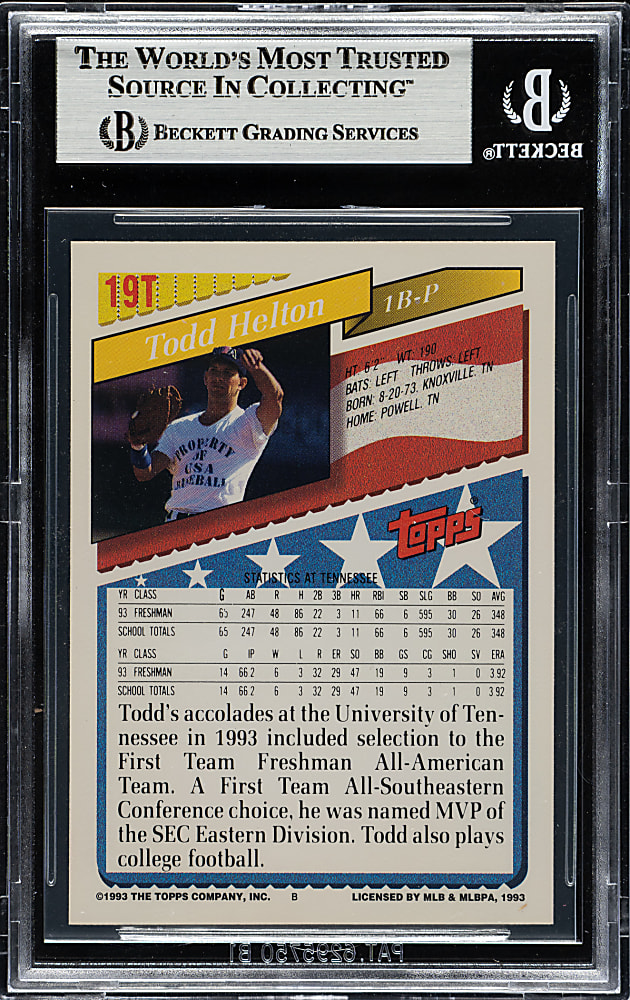 THE WORLD'S MOST TRUSTED
SOURCE IN COLLECTING™
B BECKETT GRADING SERVICES
B
BECKETT®
19T
Todd Helton
1B-P
HT: 6'2" WT: 190
BATS: LEFT THROWS: LEFT
BORN: 8-20-73, KNOXVILLE, TN
HOME: POWELL, TN
PROPERTY
OF
USA
BASEBALL
TOPPS®
STATISTICS AT TENNESSEE
YR CLASS G AB R H 2B 3B HR RBI SB SLG BB SO AVG
93 FRESHMAN 65 247 48 86 22 3 11 66 6 595 30 26 348
SCHOOL TOTALS 65 247 48 86 22 3 11 66 6 595 30 26 348
YR CLASS G IP W L R ER SO BB GS CG SHO SV ERA
93 FRESHMAN 14 66.2 6 3 32 29 47 19 9 3 1 0 3.92
SCHOOL TOTALS 14 66.2 6 3 32 29 47 19 9 3 1 0 3.92
Todd's accolades at the University of Ten-
nessee in 1993 included selection to the
First Team Freshman All-American
Team. A First Team All-Southeastern
Conference choice, he was named MVP of
the SEC Eastern Division. Todd also plays
college football.
©1993 THE TOPPS COMPANY, INC. B LICENSED BY MLB & MLBPA, 1993
PAT. 6295750 B1